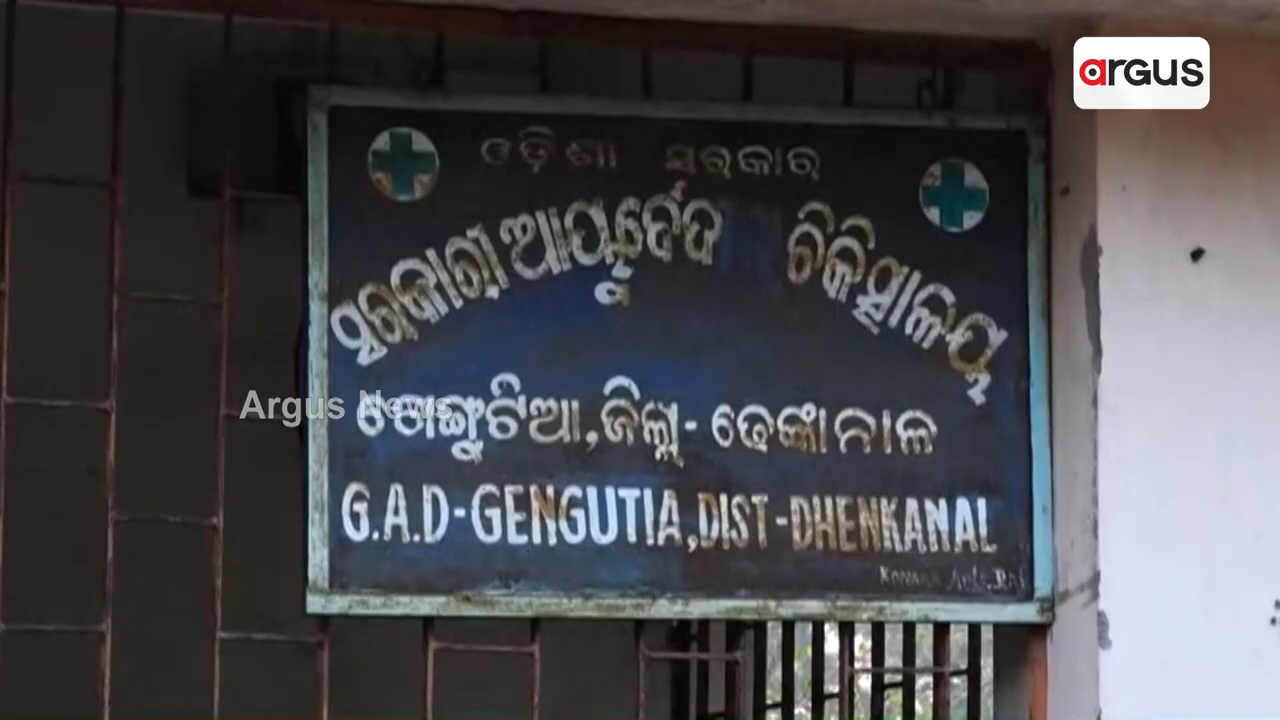 argus
ଓଡ଼ିଶା ସରକାର
ସରକାରୀ ଆୟୁର୍ବେଦ ଚିକିତ୍ସାଳୟ
Argus News
ଗେଙ୍ଗୁଟିଆ, ଜିଲ୍ଲା- ଢେଙ୍କାନାଳ
G.A.D-GENGUTIA, DIST-DHENKANAL